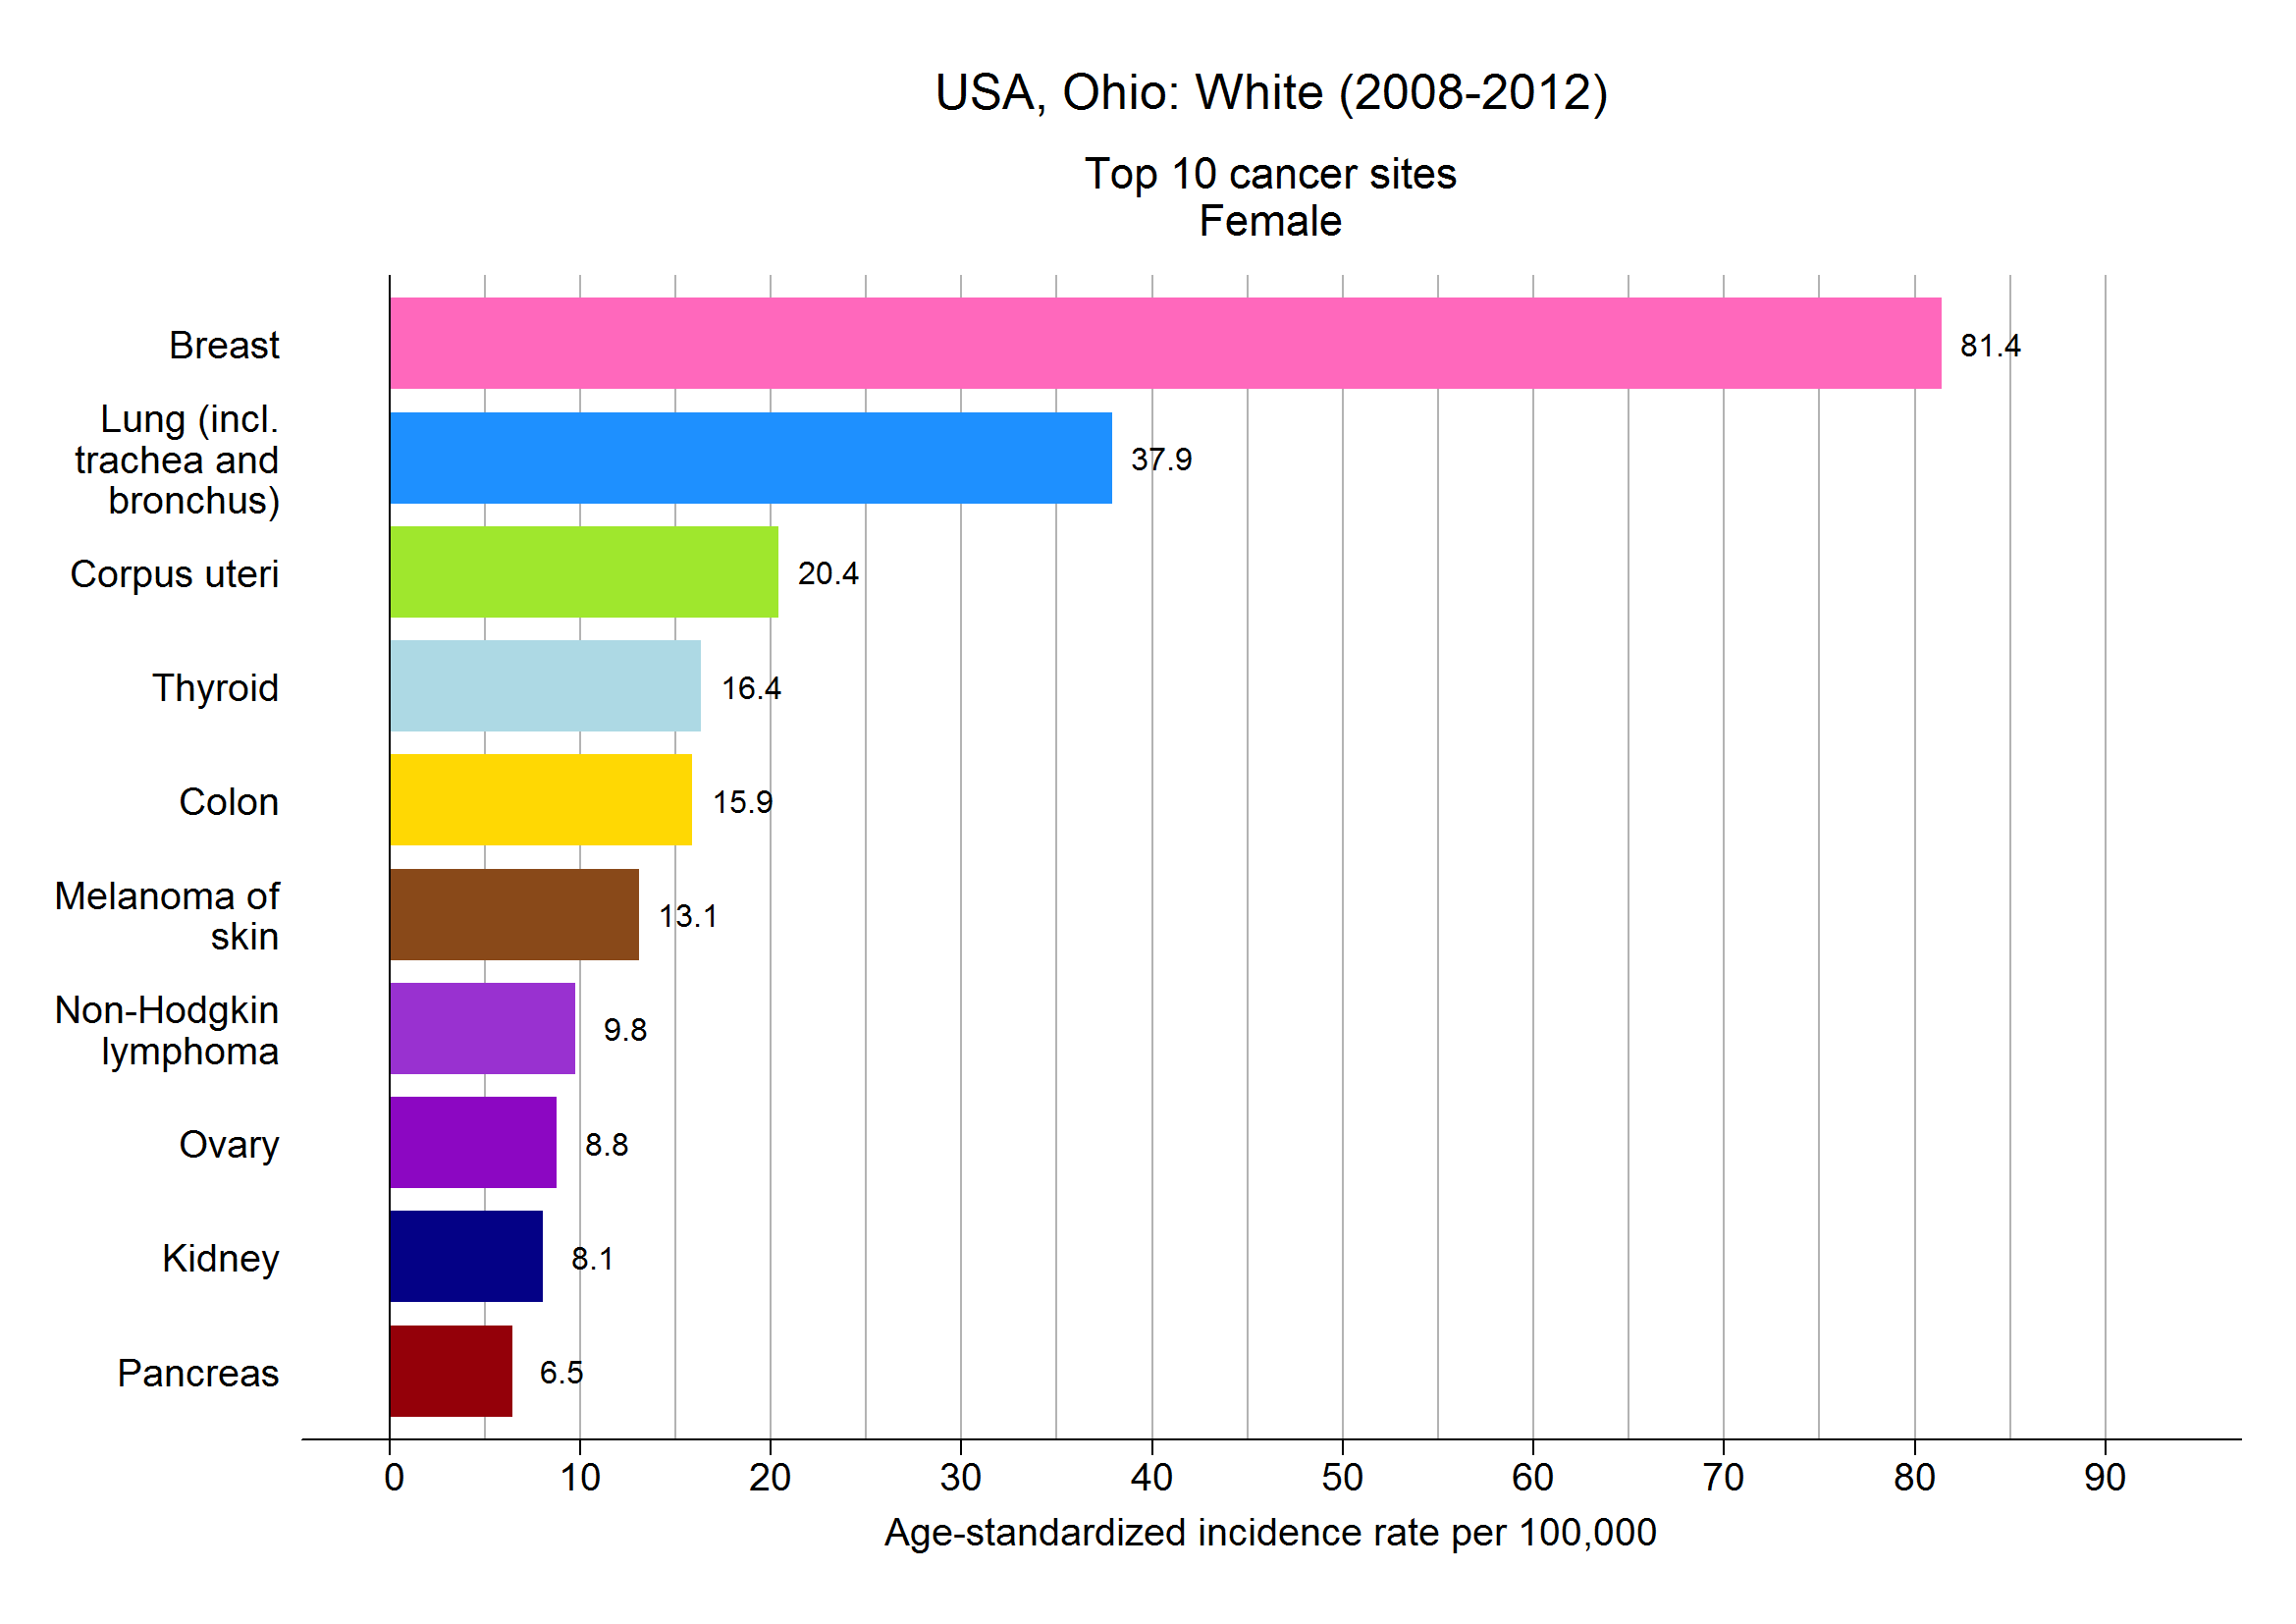 USA, Ohio: White (2008-2012)
Top 10 cancer sites
Female
Breast
81.4
Lung (incl.
trachea and
bronchus)
37.9
Corpus uteri
20.4
Thyroid
16.4
Colon
15.9
Melanoma of
skin
13.1
Non-Hodgkin
lymphoma
9.8
Ovary
8.8
Kidney
8.1
Pancreas
6.5
0 10 20 30 40 50 60 70 80 90
Age-standardized incidence rate per 100,000